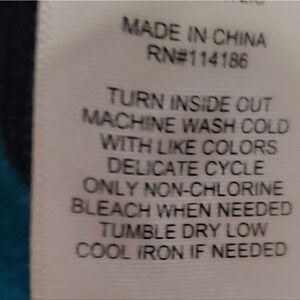 MADE IN CHINA
RN#114186
TURN INSIDE OUT
MACHINE WASH COLD
WITH LIKE COLORS
DELICATE CYCLE
ONLY NON-CHLORINE
BLEACH WHEN NEEDED
TUMBLE DRY LOW
COOL IRON IF NEEDED